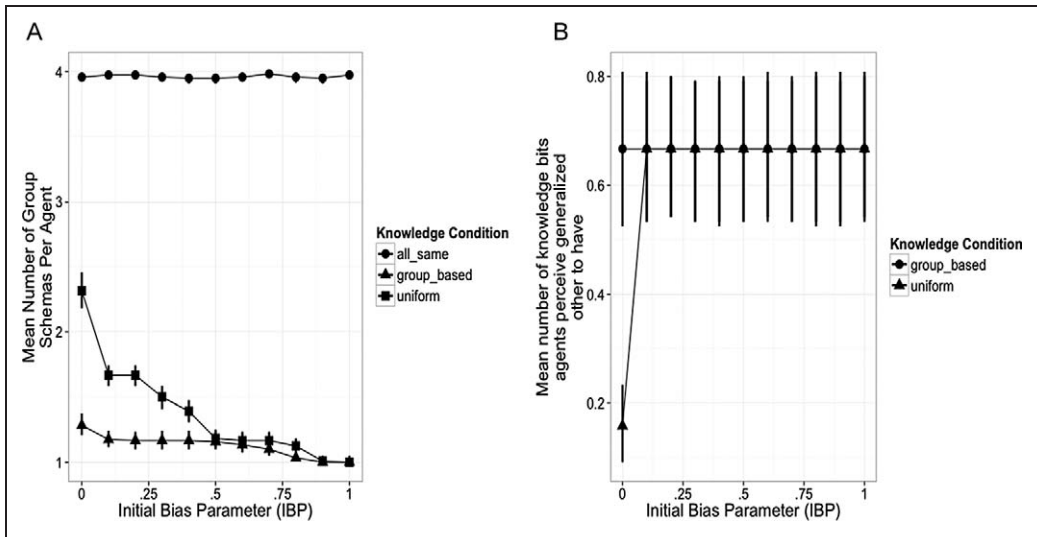 A
Mean Number of Group
Schemas Per Agent
4
3
2
1
0
.25
.5
.75
1
Initial Bias Parameter (IBP)
Knowledge Condition
all_same
group_based
uniform
B
Mean number of knowledge bits
agents perceive generalized
other to have
0.8
0.6
0.4
0.2
0
.25
.5
.75
1
Initial Bias Parameter (IBP)
Knowledge Condition
group_based
uniform